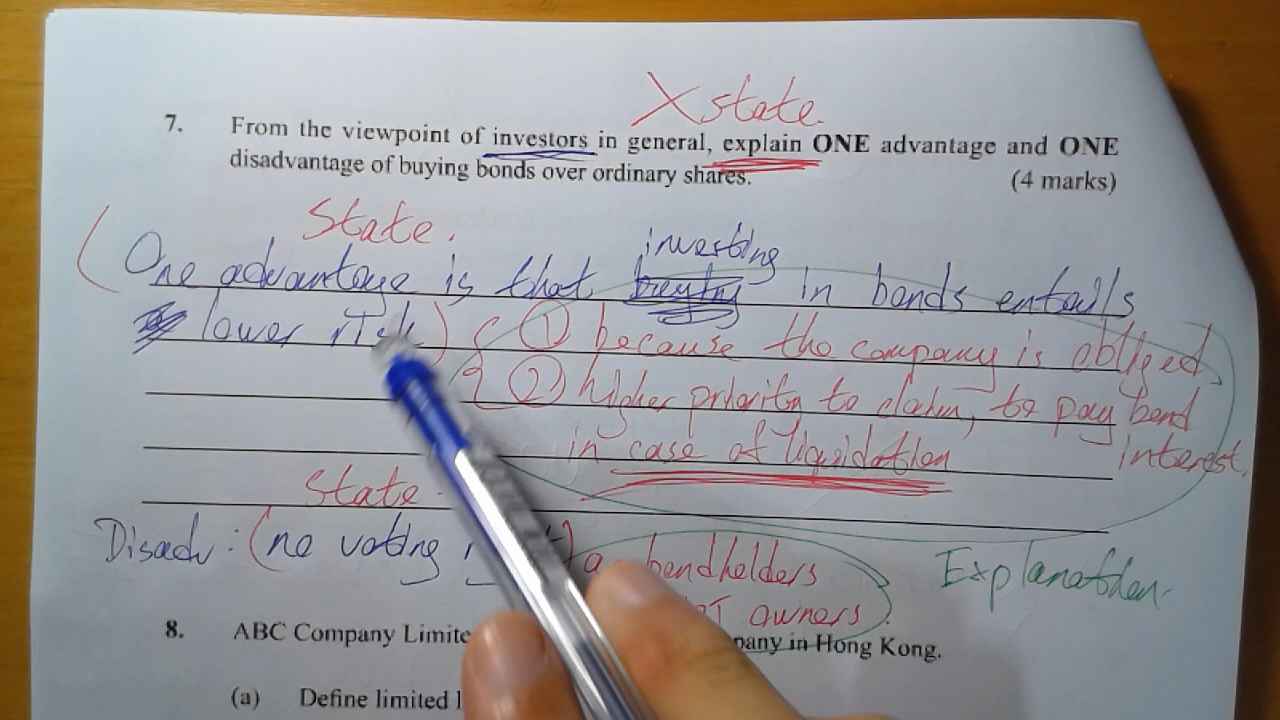 X state.
7. From the viewpoint of investors in general, explain ONE advantage and ONE
disadvantage of buying bonds over ordinary shares.
(4 marks)
State.
investing
(One advantage is that in bonds entails
lower risk) ① because the company is obliged
② higher priority to claim, to pay bond
in case of liquidation interest.
State.
Disadv: (no voting bondholders
Explanation.
owners.
8. ABC Company Limite pany in Hong Kong.
(a) Define limited l